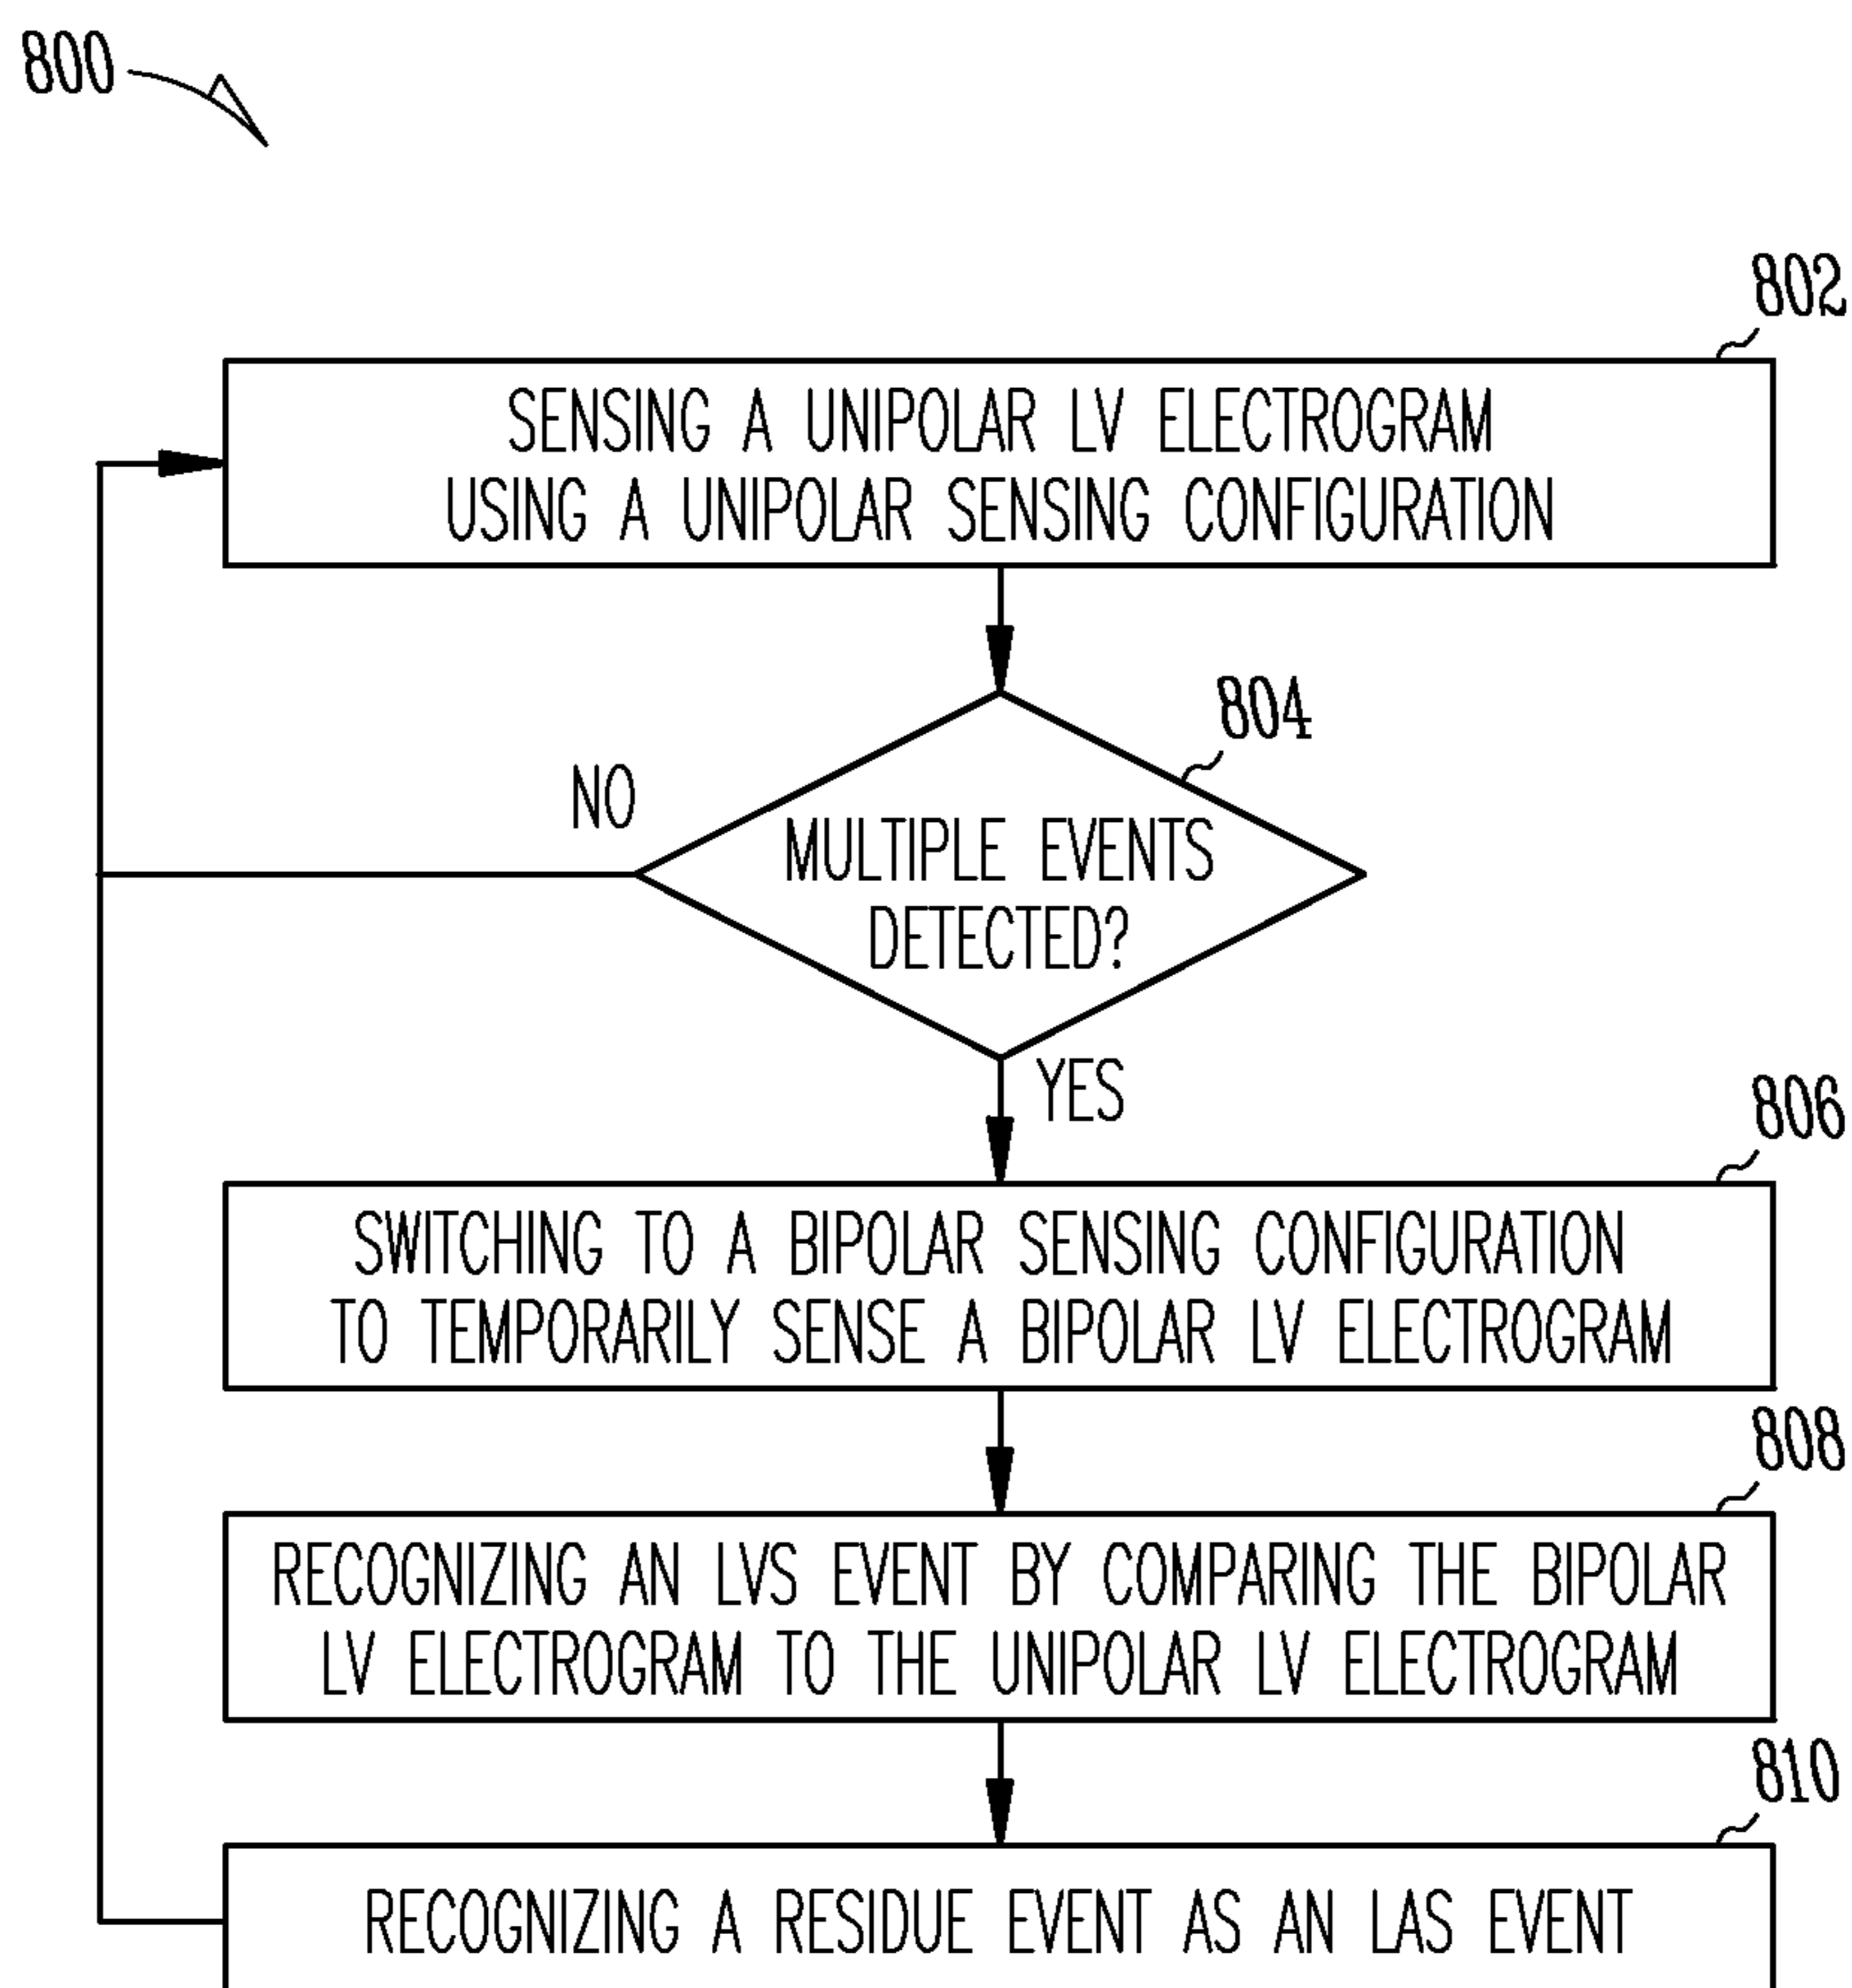 800
802
SENSING A UNIPOLAR LV ELECTROGRAM
USING A UNIPOLAR SENSING CONFIGURATION
804
NO
MULTIPLE EVENTS
DETECTED?
YES
806
SWITCHING TO A BIPOLAR SENSING CONFIGURATION
TO TEMPORARILY SENSE A BIPOLAR LV ELECTROGRAM
808
RECOGNIZING AN LVS EVENT BY COMPARING THE BIPOLAR
LV ELECTROGRAM TO THE UNIPOLAR LV ELECTROGRAM
810
RECOGNIZING A RESIDUE EVENT AS AN LAS EVENT